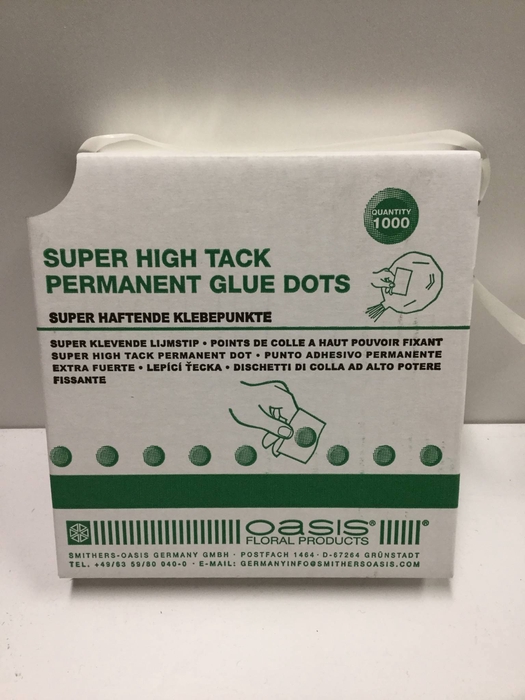 QUANTITY
1000
SUPER HIGH TACK
PERMANENT GLUE DOTS
SUPER HAFTENDE KLEBEPUNKTE
SUPER KLEVENDE LIJMSTIP • POINTS DE COLLE A HAUT POUVOIR FIXANT
SUPER HIGH TACK PERMANENT DOT • PUNTO ADHESIVO PERMANENTE
EXTRA FUERTE • LEPÍCÍ ŤECKA • DISCHETTI DI COLLA AD ALTO POTERE
FISSANTE
OASIS® ®
FLORAL PRODUCTS
SMITHERS-OASIS GERMANY GMBH · POSTFACH 1464 · D-67264 GRÜNSTADT
TEL. +49/63 59/80 040-0 · E-MAIL: GERMANYINFO@SMITHERSOASIS.COM